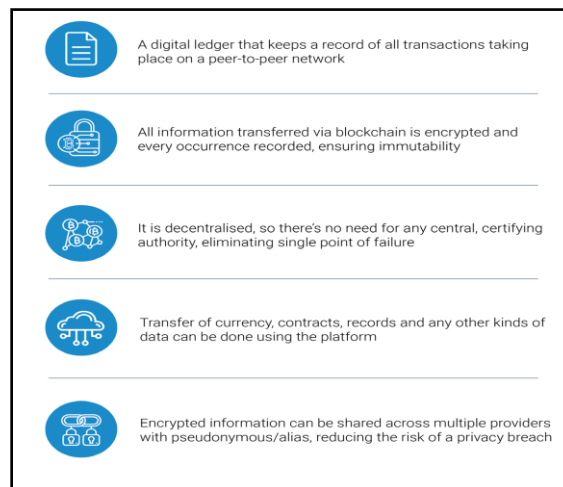 A digital ledger that keeps a record of all transactions taking
place on a peer-to-peer network
All information transferred via blockchain is encrypted and
every occurrence recorded, ensuring immutability
It is decentralised, so there's no need for any central, certifying
authority, eliminating single point of failure
Transfer of currency, contracts, records and any other kinds of
data can be done using the platform
Encrypted information can be shared across multiple providers
with pseudonymous/alias, reducing the risk of a privacy breach